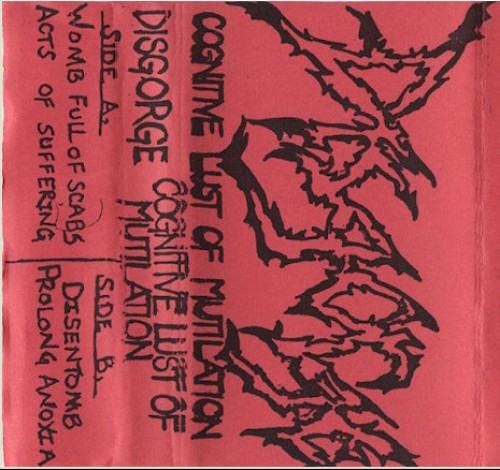 COGNITIVE LUST OF MUTILATION
DISGORGE
COGNITIVE LUST OF
MUTILATION
SIDE A.
WOMB FULL OF SCABS
ACTS OF SUFFERING
SIDE B.
DISENTOMB
PROLONG ANOXIA